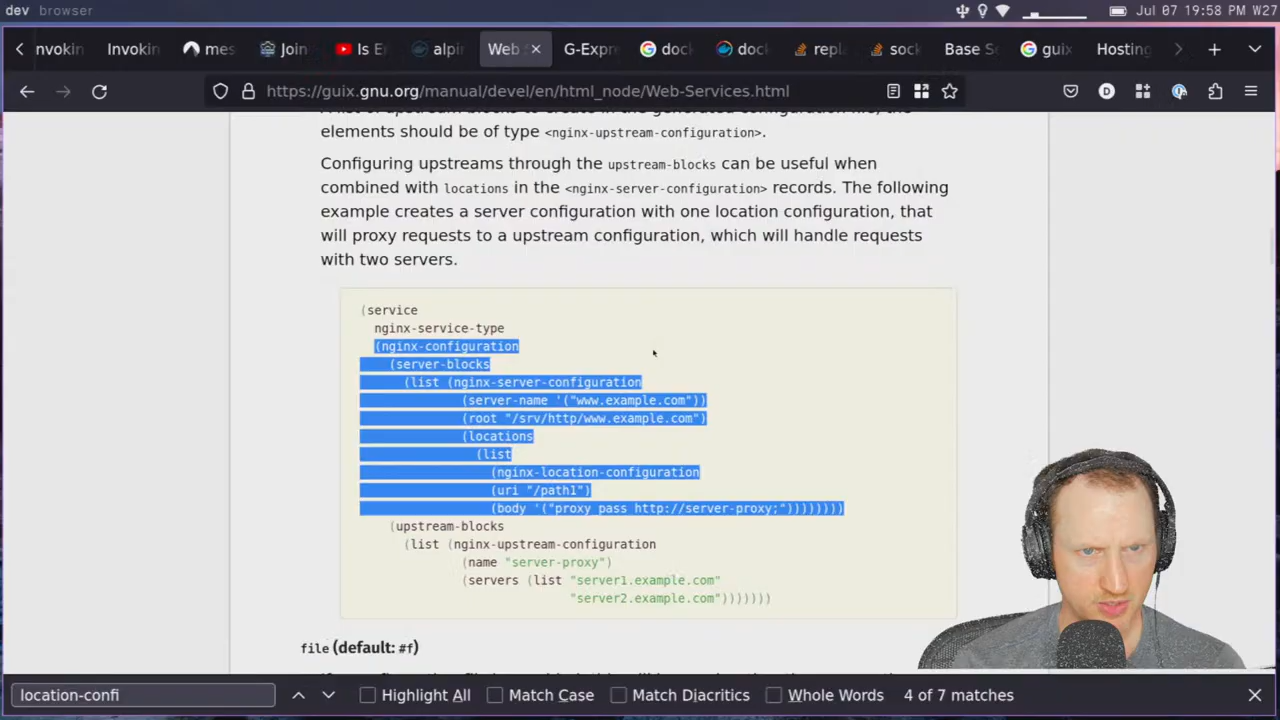 dev browser Jul 07 19:58 PM W27
nvokin Invokin mes Join Is E alpi Web G-Expr dock doc repl sock Base Se guix Hosting
https://guix.gnu.org/manual/devel/en/html_node/Web-Services.html
elements should be of type <nginx-upstream-configuration>.
Configuring upstreams through the upstream-blocks can be useful when
combined with locations in the <nginx-server-configuration> records. The following
example creates a server configuration with one location configuration, that
will proxy requests to a upstream configuration, which will handle requests
with two servers.
(service
nginx-service-type
(nginx-configuration
(server-blocks
(list (nginx-server-configuration
(server-name '("www.example.com"))
(root "/srv/http/www.example.com")
(locations
(list
(nginx-location-configuration
(uri "/path1")
(body '("proxy_pass http://server-proxy;"))))))))
(upstream-blocks
(list (nginx-upstream-configuration
(name "server-proxy")
(servers (list "server1.example.com"
"server2.example.com")))))))
file (default: #f)
location-confi Highlight All Match Case Match Diacritics Whole Words 4 of 7 matches